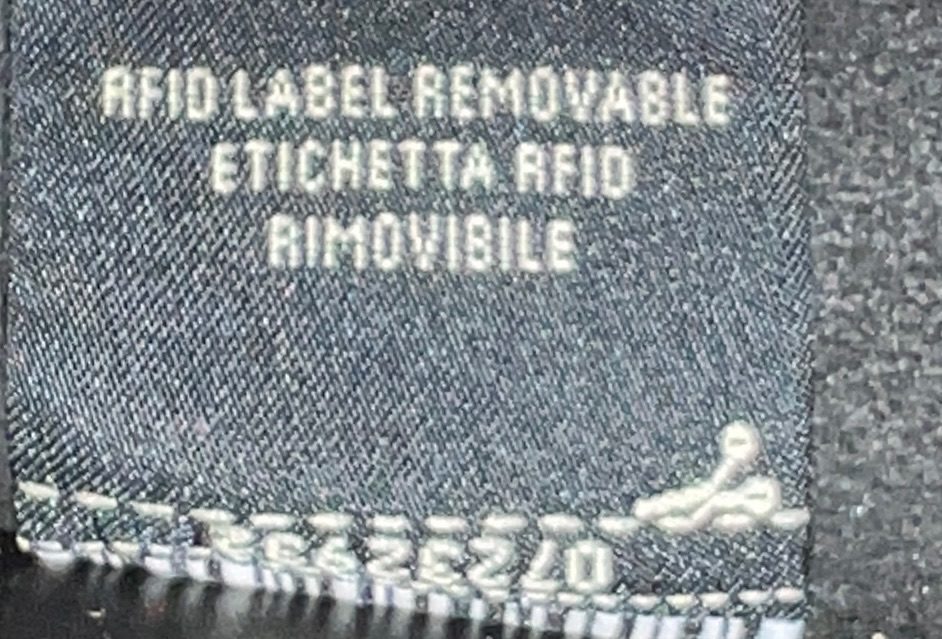 RFID LABEL REMOVABLE
ETICHETTA RFID
RIMOVIBILE